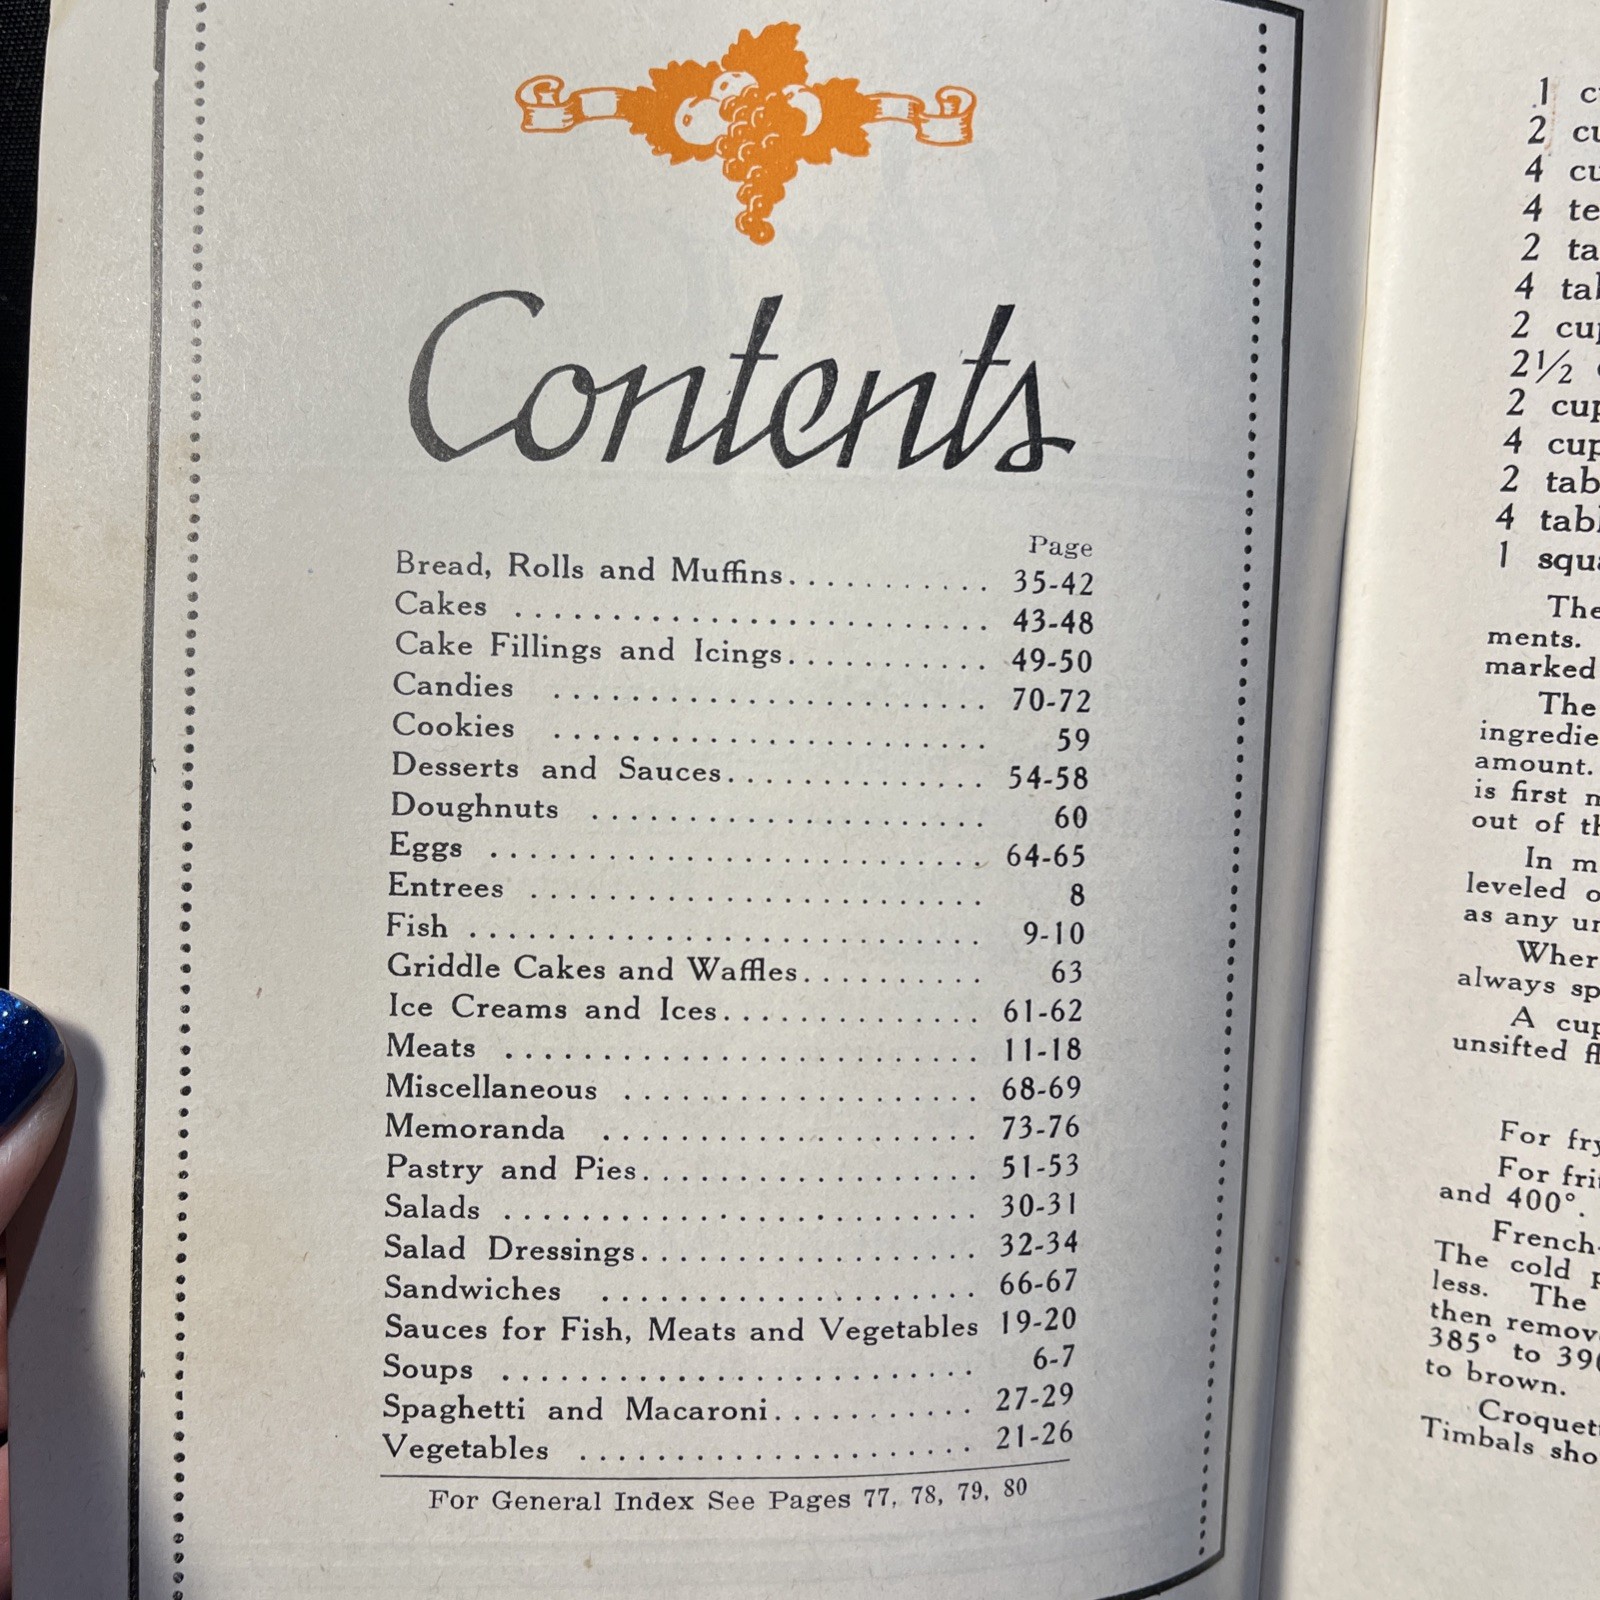 Contents
Page
Bread, Rolls and Muffins. . . . . . . . . . . 35-42
Cakes . . . . . . . . . . . . . . . . . . . . . . . . . 43-48
Cake Fillings and Icings. . . . . . . . . . . 49-50
Candies . . . . . . . . . . . . . . . . . . . . . . . 70-72
Cookies . . . . . . . . . . . . . . . . . . . . . . . 59
Desserts and Sauces. . . . . . . . . . . . . . 54-58
Doughnuts . . . . . . . . . . . . . . . . . . . . . 60
Eggs . . . . . . . . . . . . . . . . . . . . . . . . . . 64-65
Entrees . . . . . . . . . . . . . . . . . . . . . . . . 8
Fish . . . . . . . . . . . . . . . . . . . . . . . . . . . 9-10
Griddle Cakes and Waffles. . . . . . . . . . 63
Ice Creams and Ices. . . . . . . . . . . . . . 61-62
Meats . . . . . . . . . . . . . . . . . . . . . . . . . 11-18
Miscellaneous . . . . . . . . . . . . . . . . . . . 68-69
Memoranda . . . . . . . . . . . . . . . . . . . . 73-76
Pastry and Pies. . . . . . . . . . . . . . . . . . 51-53
Salads . . . . . . . . . . . . . . . . . . . . . . . . . 30-31
Salad Dressings. . . . . . . . . . . . . . . . . . 32-34
Sandwiches . . . . . . . . . . . . . . . . . . . . 66-67
Sauces for Fish, Meats and Vegetables 19-20
Soups . . . . . . . . . . . . . . . . . . . . . . . . . 6-7
Spaghetti and Macaroni. . . . . . . . . . . 27-29
Vegetables . . . . . . . . . . . . . . . . . . . . . 21-26
For General Index See Pages 77, 78, 79, 80
1
2
4
4
2
4
2
2½
2
4
2
4
1
The
ments.
marked
The
amount.
is first
out of
In
leveled
as any
always
A
unsifted
For
For
and 400°.
French-
The cold
less. The
then
385° to
to brown.
Timbals